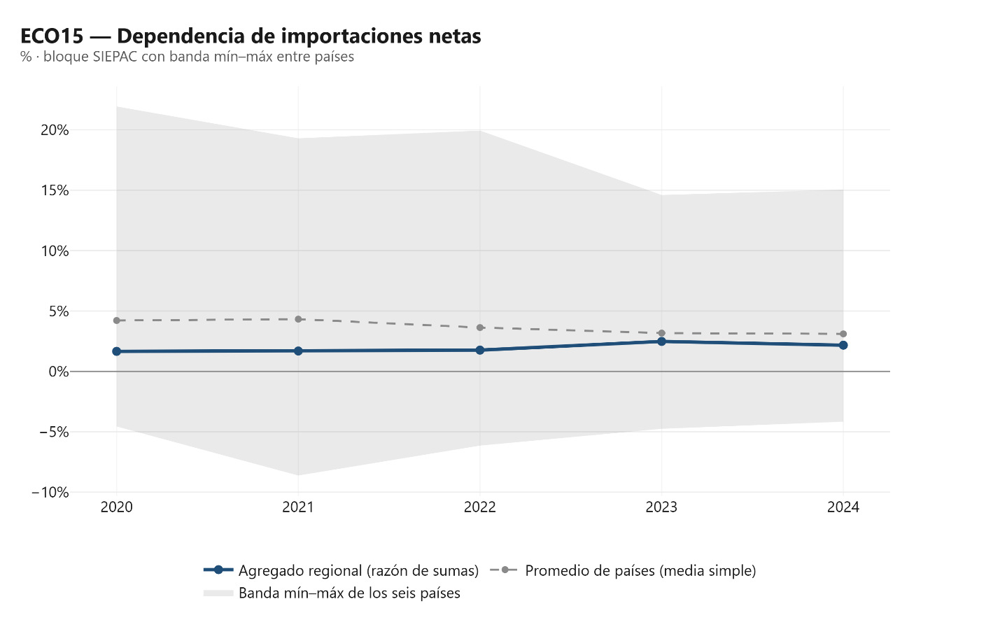 ECO15 — Dependencia de importaciones netas
% · bloque SIEPAC con banda mín–máx entre países
20%
15%
10%
5%
0%
−5%
−10%
2020 2021 2022 2023 2024
Agregado regional (razón de sumas) Promedio de países (media simple)
Banda mín–máx de los seis países